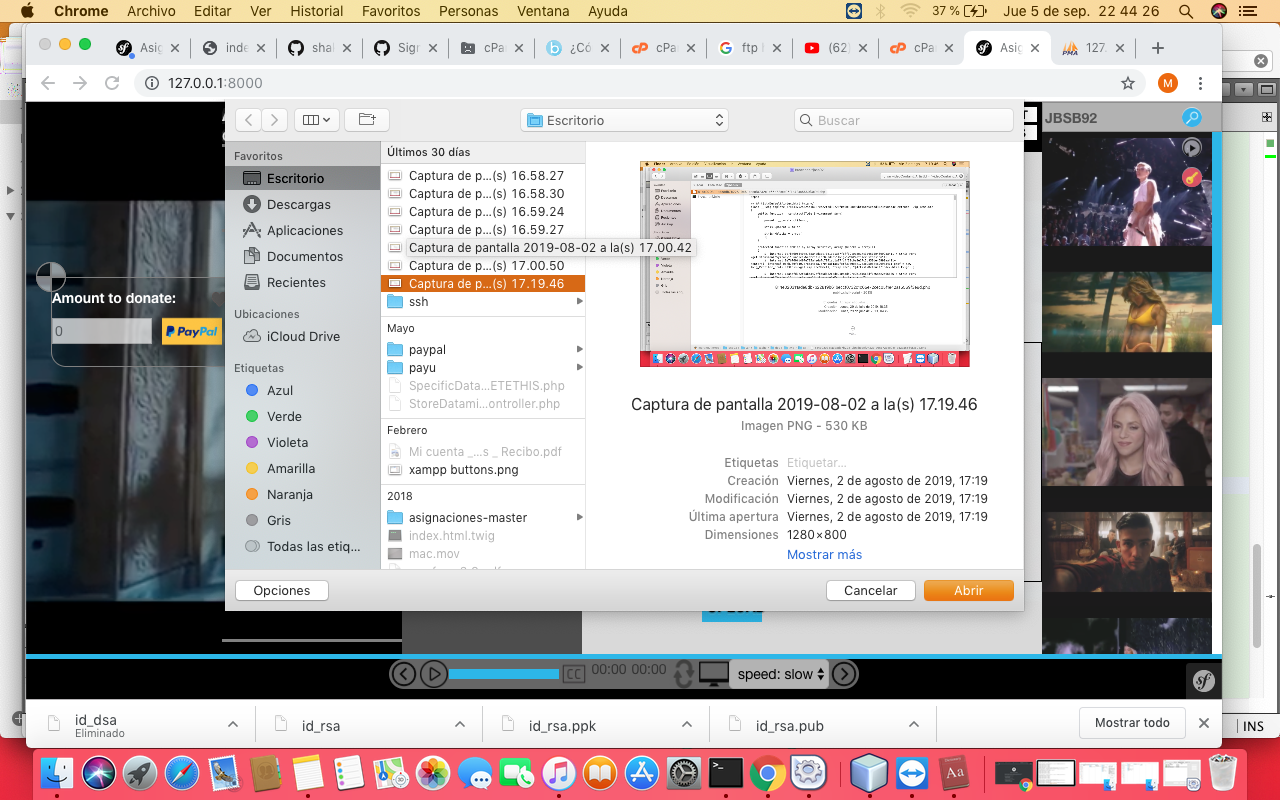 Chrome Archivo Editar Ver Historial Favoritos Personas Ventana Ayuda 37 % Jue 5 de sep. 22 44 26
Asig inde shal Sign cPa ¿Có cPa ftp (62) cPa Asig 127.
127.0.0.1:8000
M
Escritorio
Buscar
JBSB92
Favoritos
Escritorio
Descargas
Aplicaciones
Documentos
Recientes
Ubicaciones
iCloud Drive
Etiquetas
Azul
Verde
Violeta
Amarilla
Naranja
Gris
Todas las etiq...
Últimos 30 días
Captura de p...(s) 16.58.27
Captura de p...(s) 16.58.30
Captura de p...(s) 16.59.24
Captura de p...(s) 16.59.27
Captura de pantalla 2019-08-02 a la(s) 17.00.42
Captura de p...(s) 17.00.50
Captura de p...(s) 17.19.46
ssh
Mayo
paypal
payu
SpecificData...ETETHIS.php
StoreDatami...ontroller.php
Febrero
Mi cuenta _...s _ Recibo.pdf
xampp buttons.png
2018
asignaciones-master
index.html.twig
mac.mov
Captura de pantalla 2019-08-02 a la(s) 17.19.46
Imagen PNG - 530 KB
Etiquetas Etiquetar...
Creación Viernes, 2 de agosto de 2019, 17:19
Modificación Viernes, 2 de agosto de 2019, 17:19
Última apertura Viernes, 2 de agosto de 2019, 17:19
Dimensiones 1280×800
Mostrar más
Opciones Cancelar Abrir
Amount to donate:
0 PayPal
CC 00:00 00:00 speed: slow
id_dsa
Eliminado
id_rsa
id_rsa.ppk
id_rsa.pub
Mostrar todo
INS